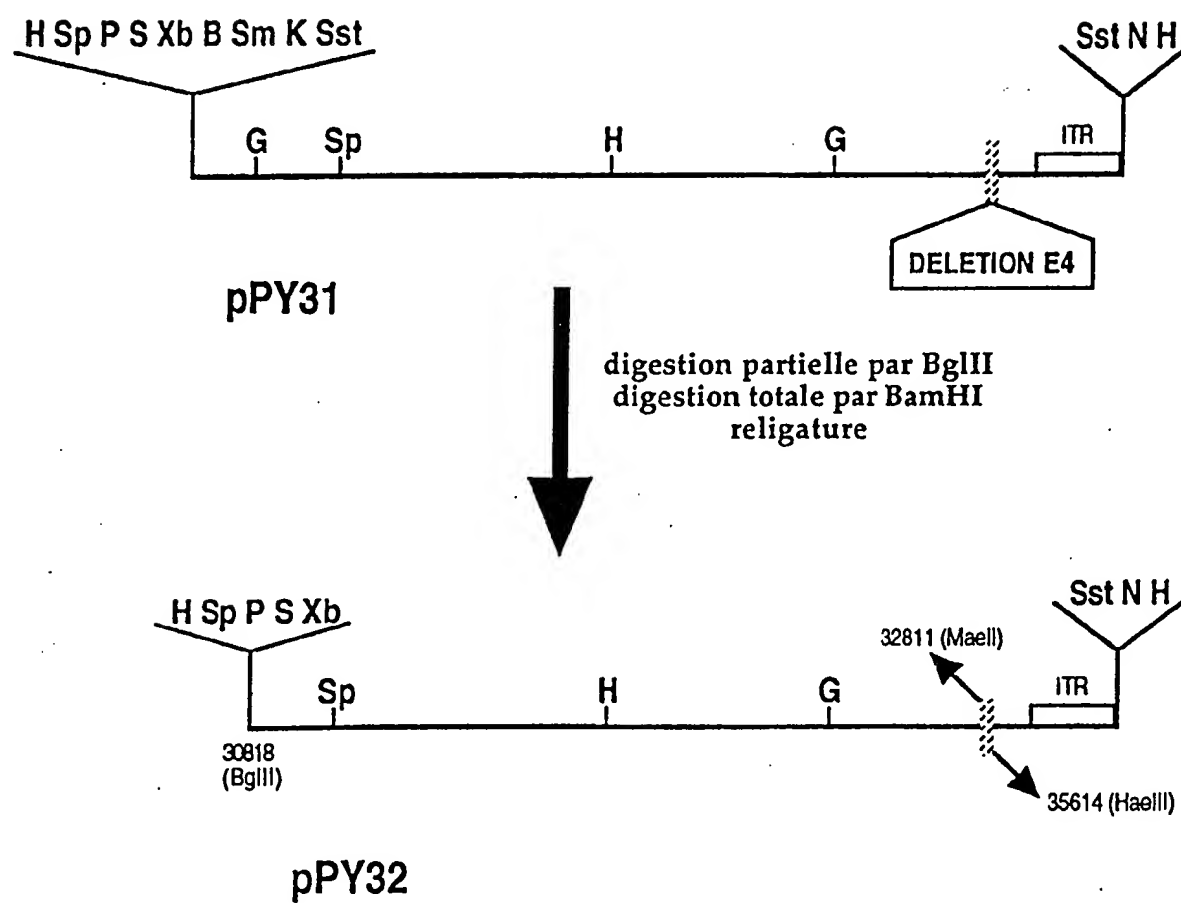 H Sp P S Xb B Sm K Sst
Sst N H
G
Sp
H
G
ITR
DELETION E4
pPY31
digestion partielle par BglII
digestion totale par BamHI
religature
H Sp P S Xb
Sst N H
32811 (MaeII)
Sp
H
G
ITR
30818
(BglII)
35614 (HaeIII)
pPY32